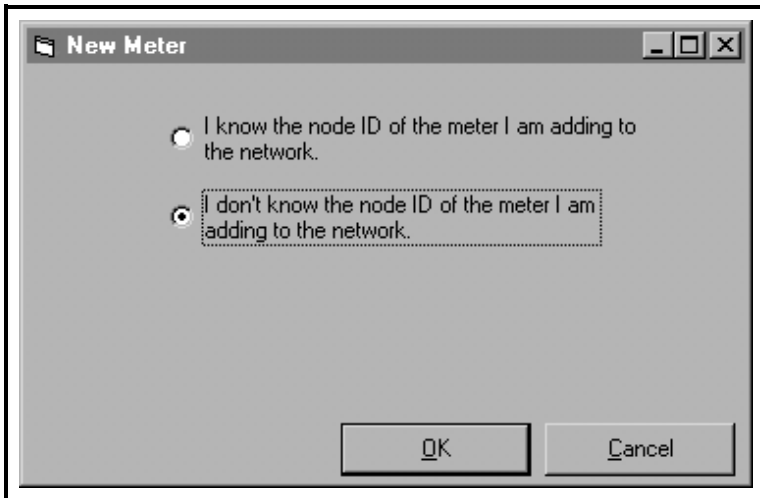 New Meter
I know the node ID of the meter I am adding to
the network.
I don't know the node ID of the meter I am
adding to the network.
OK
Cancel